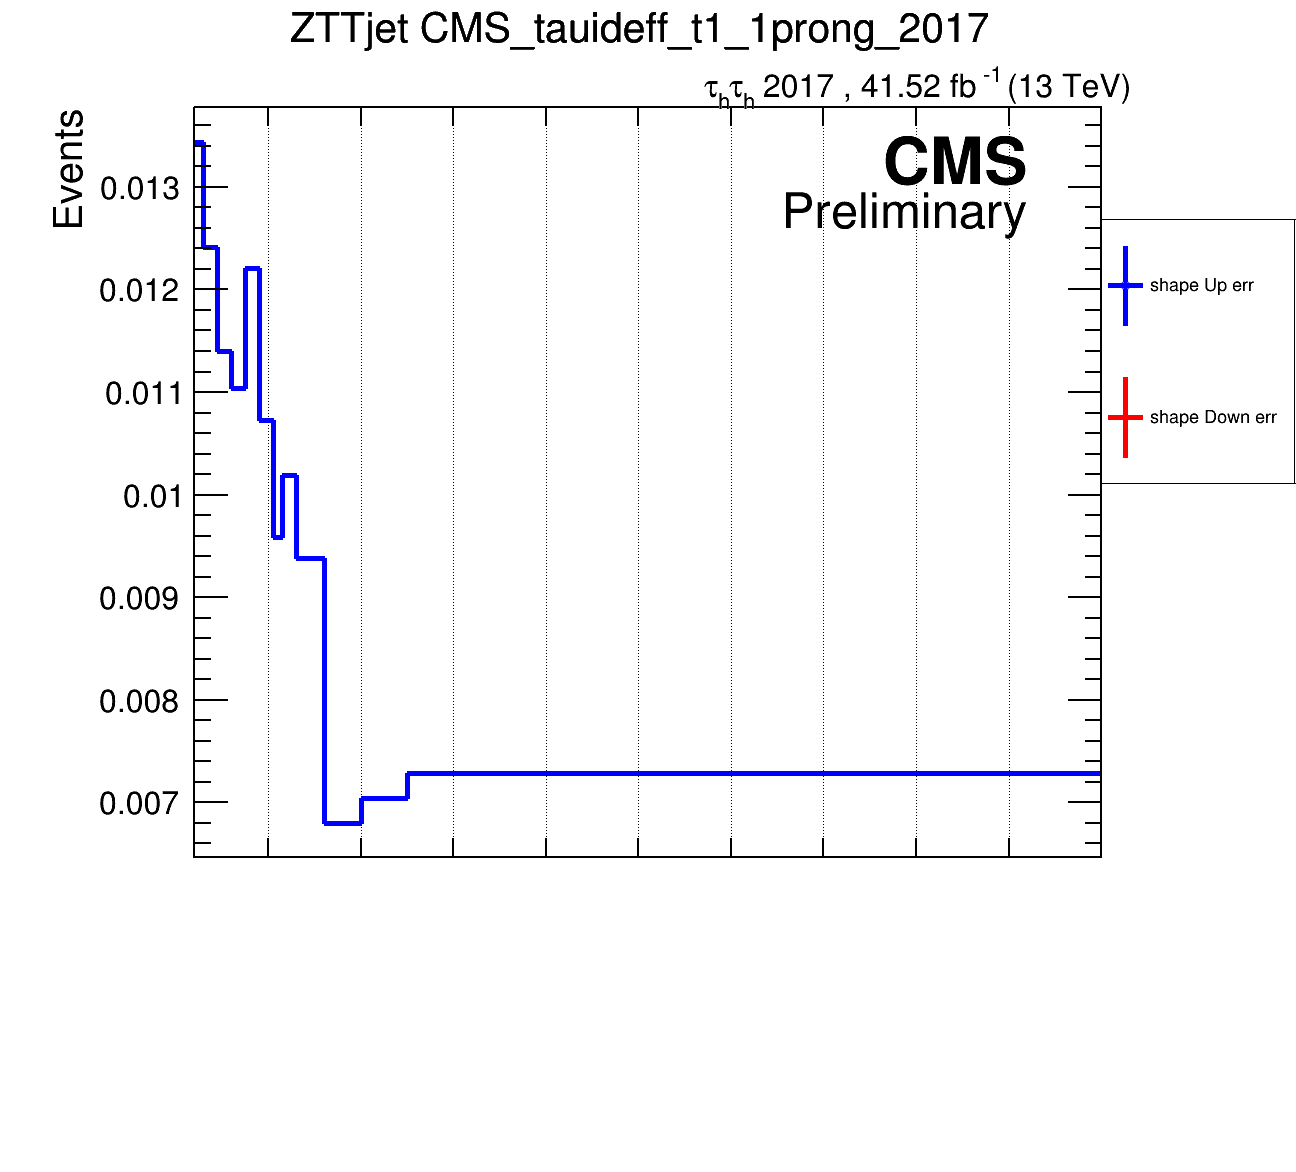 ZTTjet CMS_tauideff_t1_1prong_2017
τhτh 2017 , 41.52 fb-1 (13 TeV)
Events
CMS
Preliminary
0.013
0.012
0.011
0.01
0.009
0.008
0.007
shape Up err
shape Down err